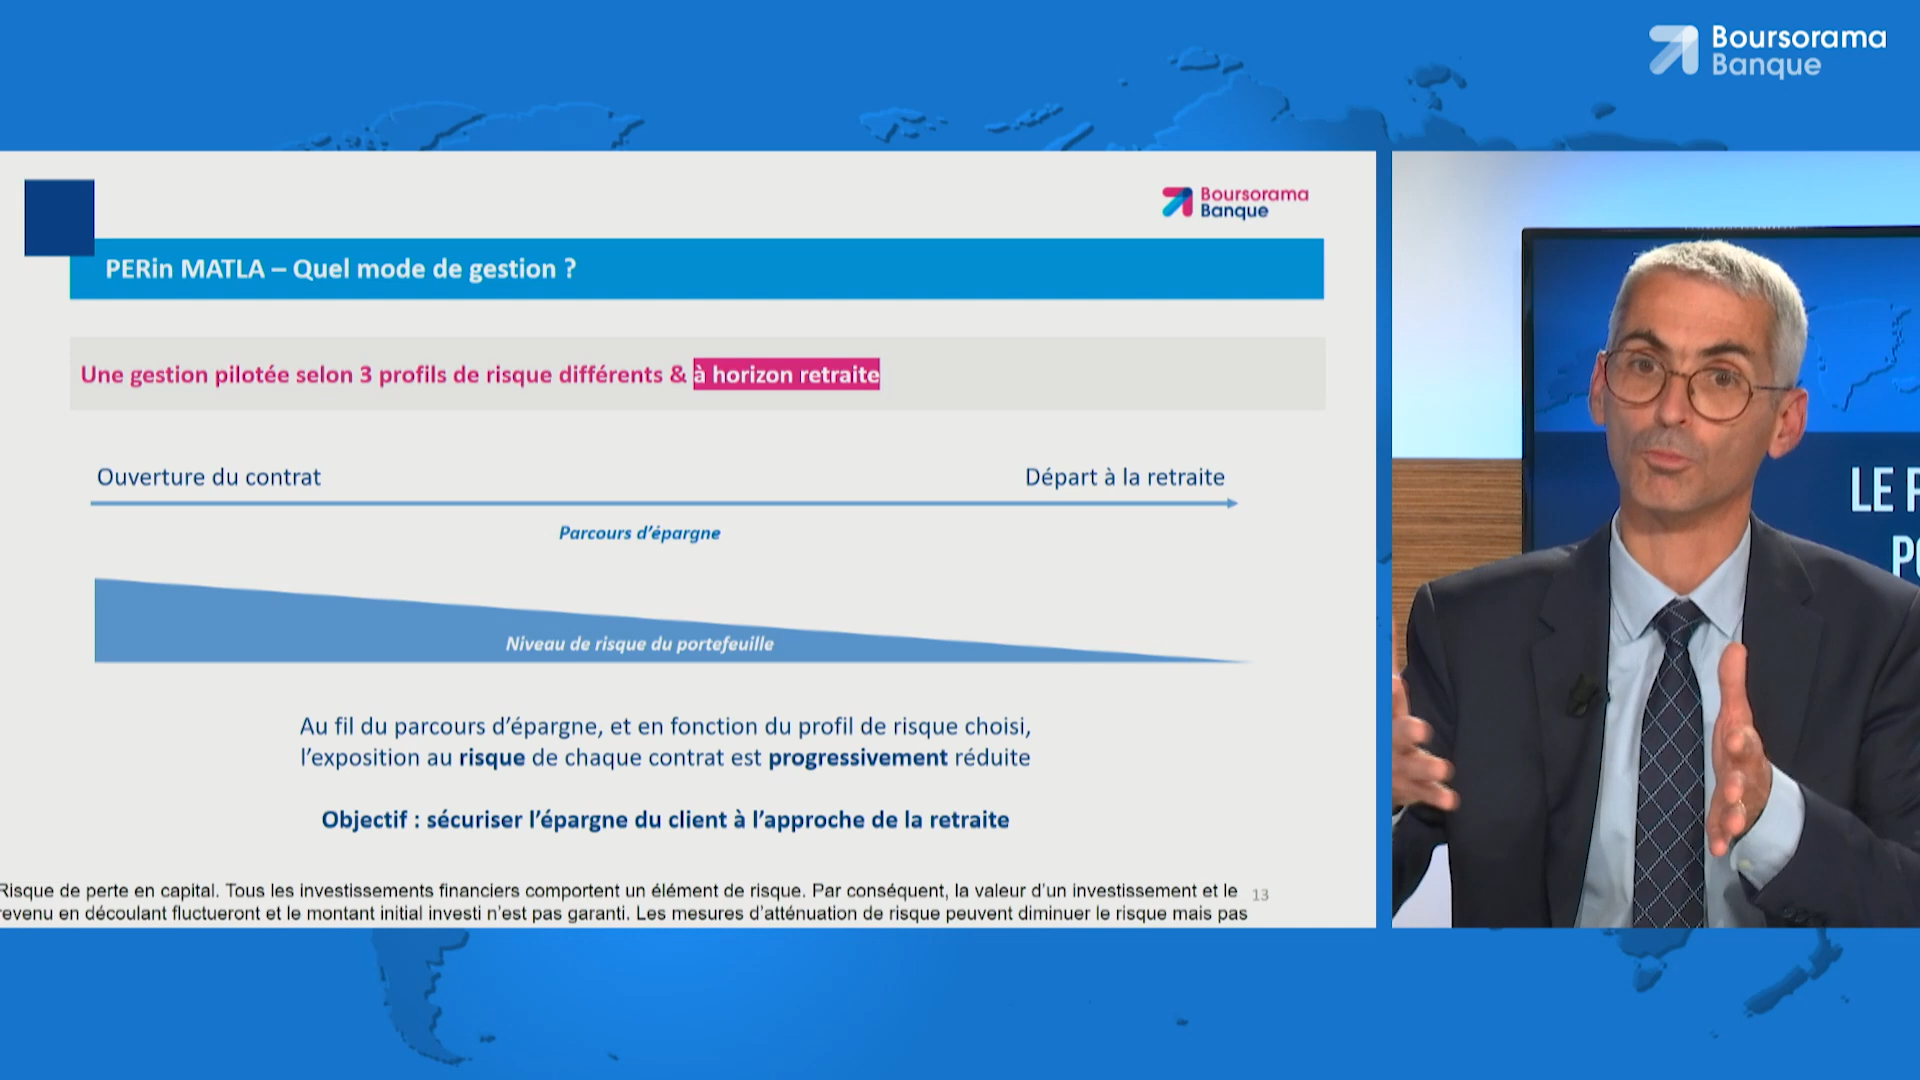 Boursorama
Banque
Boursorama
Banque
PERin MATLA – Quel mode de gestion ?
Une gestion pilotée selon 3 profils de risque différents & à horizon retraite
Ouverture du contrat
Départ à la retraite
Parcours d’épargne
Niveau de risque du portefeuille
Au fil du parcours d’épargne, et en fonction du profil de risque choisi,
l’exposition au risque de chaque contrat est progressivement réduite
Objectif : sécuriser l’épargne du client à l’approche de la retraite
Risque de perte en capital. Tous les investissements financiers comportent un élément de risque. Par conséquent, la valeur d’un investissement et le
revenu en découlant fluctueront et le montant initial investi n’est pas garanti. Les mesures d’atténuation de risque peuvent diminuer le risque mais pas
13
LE